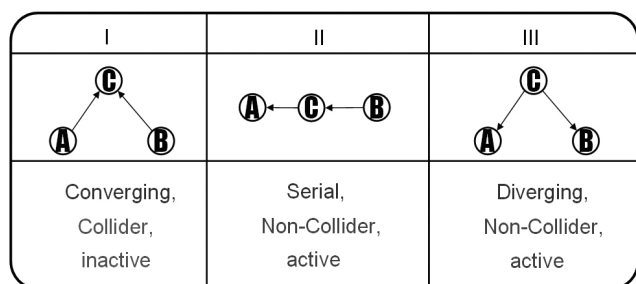 I
II
III
C
A B
A C B
C
A B
Converging,
Collider,
inactive
Serial,
Non-Collider,
active
Diverging,
Non-Collider,
active